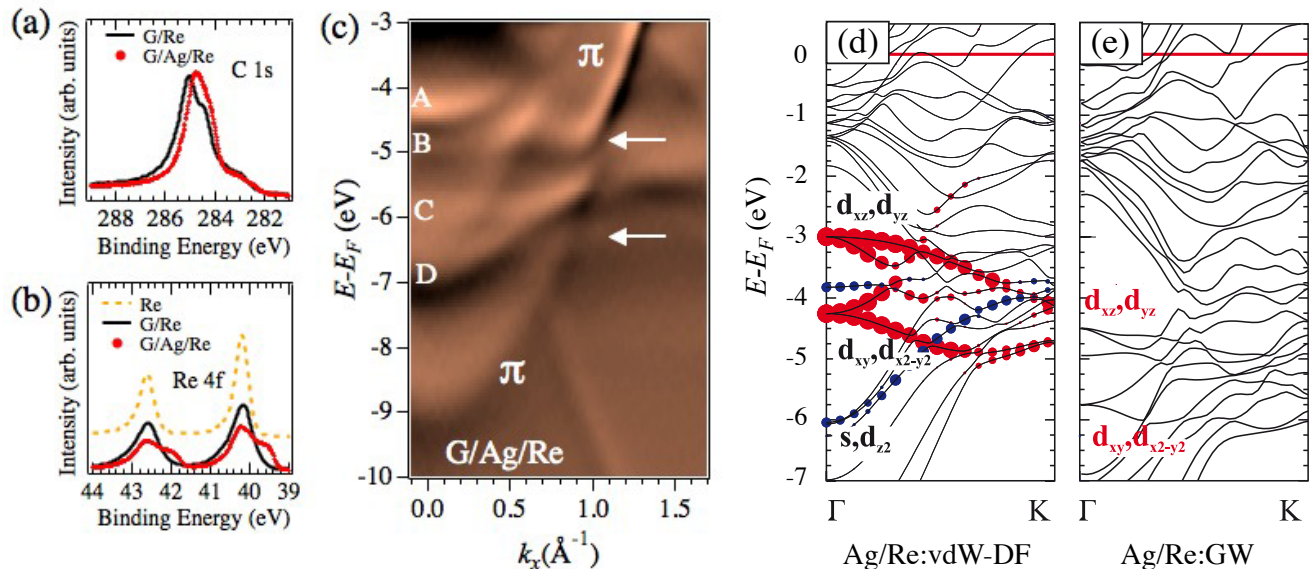 (a)
G/Re
G/Ag/Re
C 1s
Intensity (arb. units)
288 286 284 282
Binding Energy (eV)
(b)
Re
G/Re
G/Ag/Re
Re 4f
Intensity (arb. units)
44 43 42 41 40 39
Binding Energy (eV)
(c)
-3
-4
-5
-6
-7
-8
-9
-10
E-E_F (eV)
π
A
B
C
D
π
G/Ag/Re
0.0 0.5 1.0 1.5
k_x(Å⁻¹)
(d)
0
-1
-2
-3
-4
-5
-6
-7
E-E_F (eV)
d_xz,d_yz
d_xy,d_x2-y2
s,d_z2
Γ K
Ag/Re:vdW-DF
(e)
d_xz,d_yz
d_xy,d_x2-y2
Γ K
Ag/Re:GW